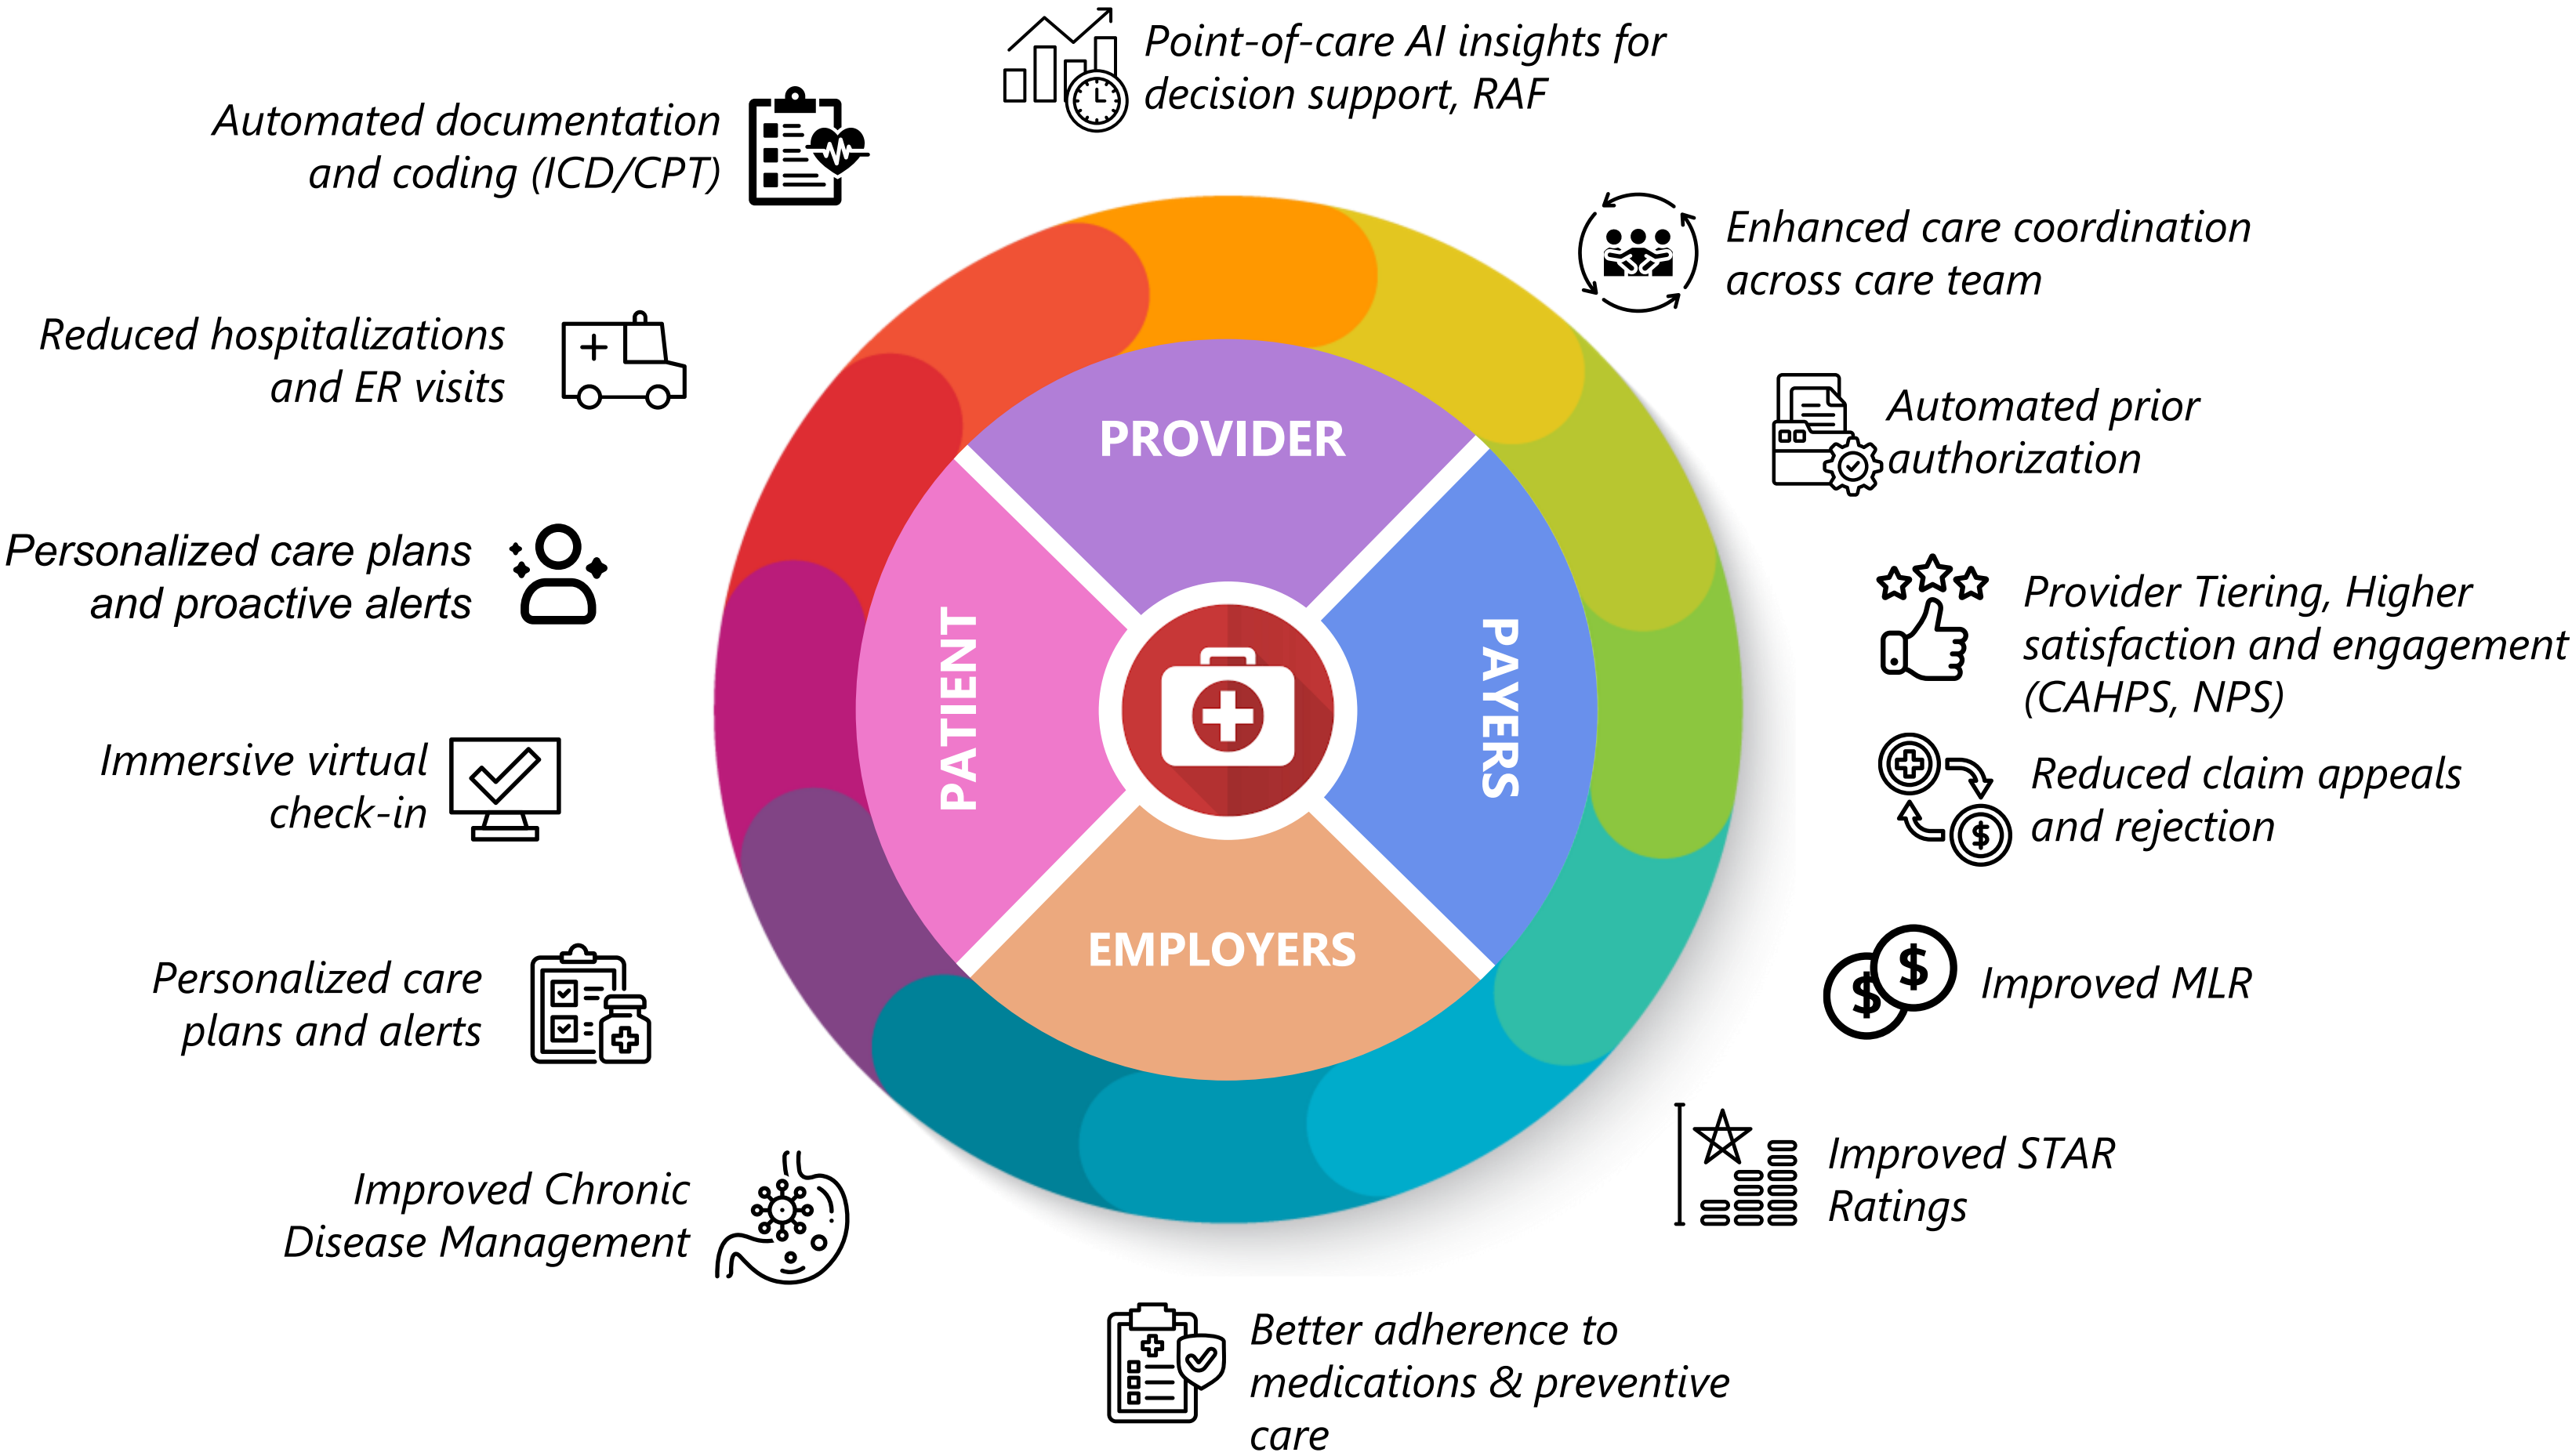 Point-of-care AI insights for
decision support, RAF
Automated documentation
and coding (ICD/CPT)
Enhanced care coordination
across care team
Reduced hospitalizations
and ER visits
Automated prior
authorization
Personalized care plans
and proactive alerts
Provider Tiering, Higher
satisfaction and engagement
(CAHPS, NPS)
Immersive virtual
check-in
Reduced claim appeals
and rejection
Personalized care
plans and alerts
Improved MLR
Improved Chronic
Disease Management
Improved STAR
Ratings
Better adherence to
medications & preventive
care
PROVIDER
PATIENT
PAYERS
EMPLOYERS
$
$
$